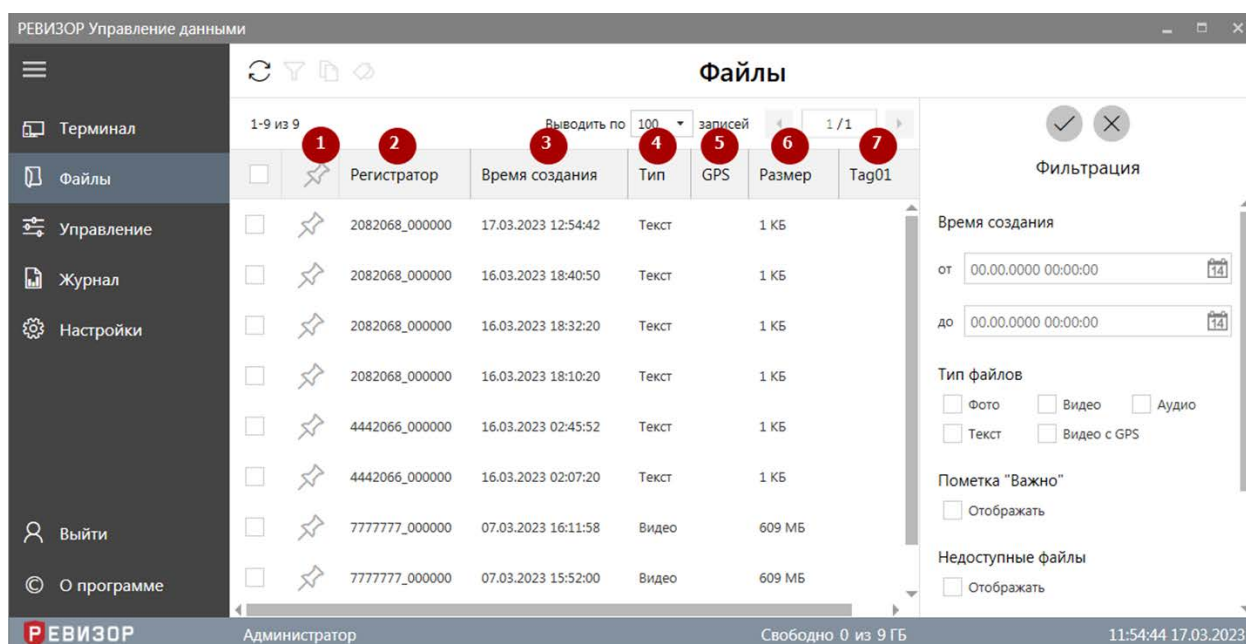 РЕВИЗОР Управление данными
Файлы
1-9 из 9 Выводить по 100 записей 1 / 1
1 2 3 4 5 6 7
Регистратор Время создания Тип GPS Размер Tag01
2082068_000000 17.03.2023 12:54:42 Текст 1 КБ
2082068_000000 16.03.2023 18:40:50 Текст 1 КБ
2082068_000000 16.03.2023 18:32:20 Текст 1 КБ
2082068_000000 16.03.2023 18:10:20 Текст 1 КБ
4442066_000000 16.03.2023 02:45:52 Текст 1 КБ
4442066_000000 16.03.2023 02:07:20 Текст 1 КБ
7777777_000000 07.03.2023 16:11:58 Видео 609 МБ
7777777_000000 07.03.2023 15:52:00 Видео 609 МБ
Терминал
Файлы
Управление
Журнал
Настройки
Выйти
© О программе
Фильтрация
Время создания
от 00.00.0000 00:00:00 14
до 00.00.0000 00:00:00 14
Тип файлов
Фото Видео Аудио
Текст Видео с GPS
Пометка "Важно"
Отображать
Недоступные файлы
Отображать
РЕВИЗОР Администратор Свободно 0 из 9 ГБ 11:54:44 17.03.2023